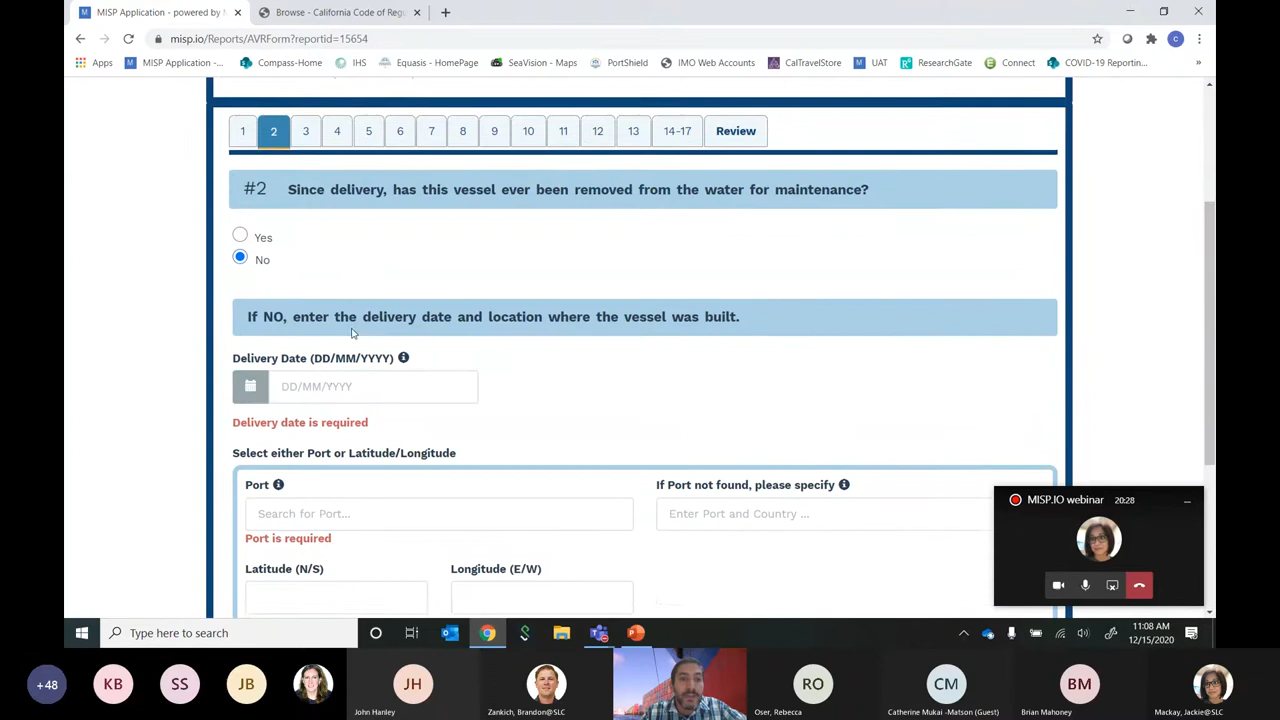 MISP Application - powered by M
Browse - California Code of Regu
misp.io/Reports/AVRForm?reportid=15654
C
Apps
MISP Application -...
Compass-Home
IHS
Equasis - HomePage
SeaVision - Maps
PortShield
IMO Web Accounts
CalTravelStore
UAT
ResearchGate
Connect
COVID-19 Reportin...
»
1 2 3 4 5 6 7 8 9 10 11 12 13 14-17 Review
#2 Since delivery, has this vessel ever been removed from the water for maintenance?
Yes
No
If NO, enter the delivery date and location where the vessel was built.
Delivery Date (DD/MM/YYYY)
DD/MM/YYYY
Delivery date is required
Select either Port or Latitude/Longitude
Port
If Port not found, please specify
Search for Port...
Enter Port and Country ...
Port is required
Latitude (N/S)
Longitude (E/W)
MISP.IO webinar 20:28
Type here to search
11:08 AM
12/15/2020
+48
KB
SS
JB
JH
John Hanley
Zankich, Brandon@SLC
RO
Oser, Rebecca
CM
Catherine Mukai -Matson (Guest)
BM
Brian Mahoney
Mackay, Jackie@SLC